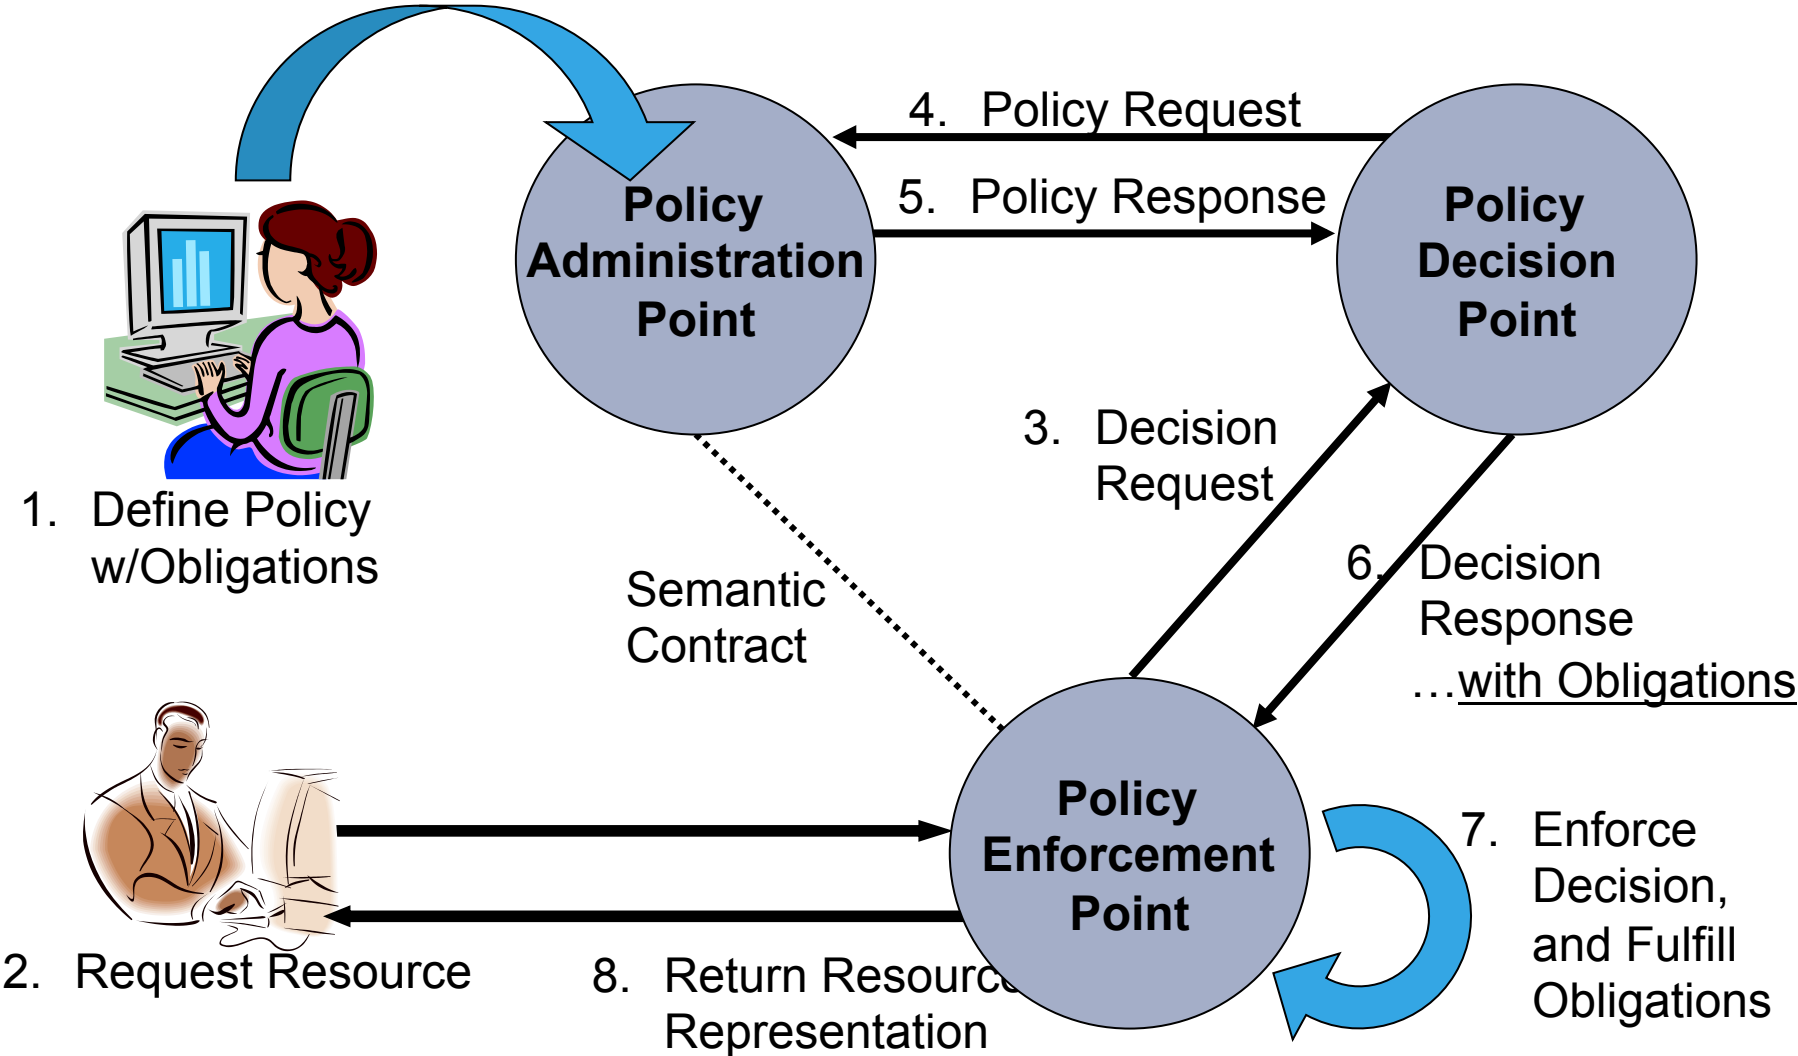 4. Policy Request
5. Policy Response
Policy
Administration
Point
Policy
Decision
Point
3. Decision
Request
1. Define Policy
w/Obligations
6. Decision
Response
…with Obligations
Semantic
Contract
Policy
Enforcement
Point
7. Enforce
Decision,
and Fulfill
Obligations
2. Request Resource
8. Return Resource
Representation